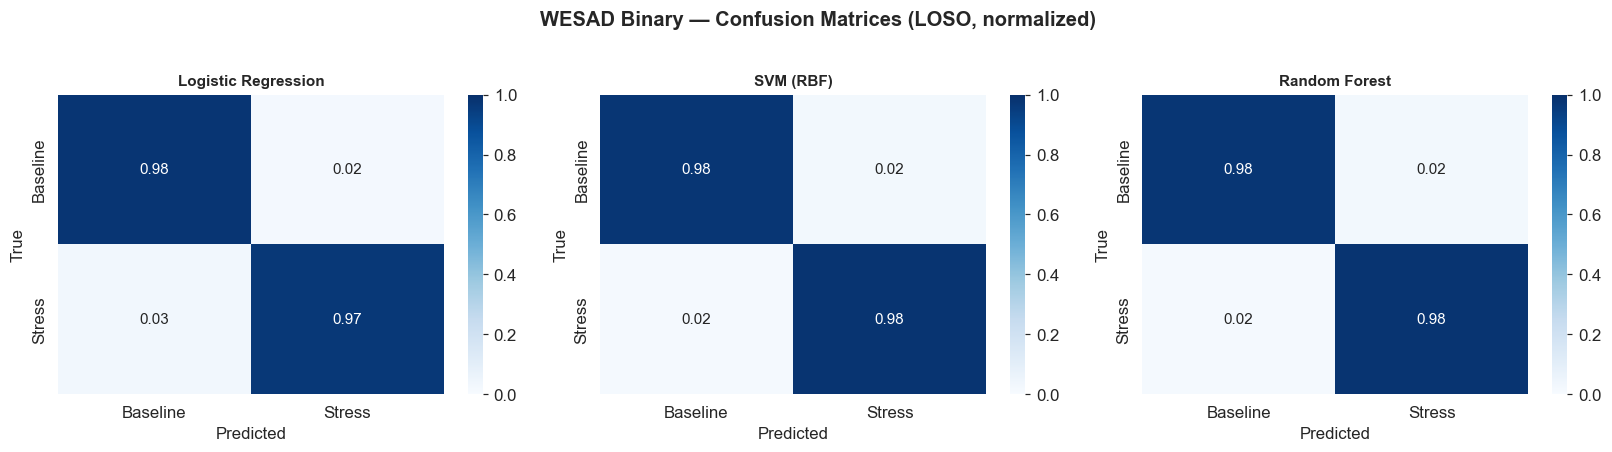 WESAD Binary — Confusion Matrices (LOSO, normalized)
Logistic Regression
True
Baseline
Stress
0.98
0.02
0.03
0.97
Baseline
Stress
Predicted
1.0
0.8
0.6
0.4
0.2
0.0
SVM (RBF)
True
Baseline
Stress
0.98
0.02
0.02
0.98
Baseline
Stress
Predicted
1.0
0.8
0.6
0.4
0.2
0.0
Random Forest
True
Baseline
Stress
0.98
0.02
0.02
0.98
Baseline
Stress
Predicted
1.0
0.8
0.6
0.4
0.2
0.0